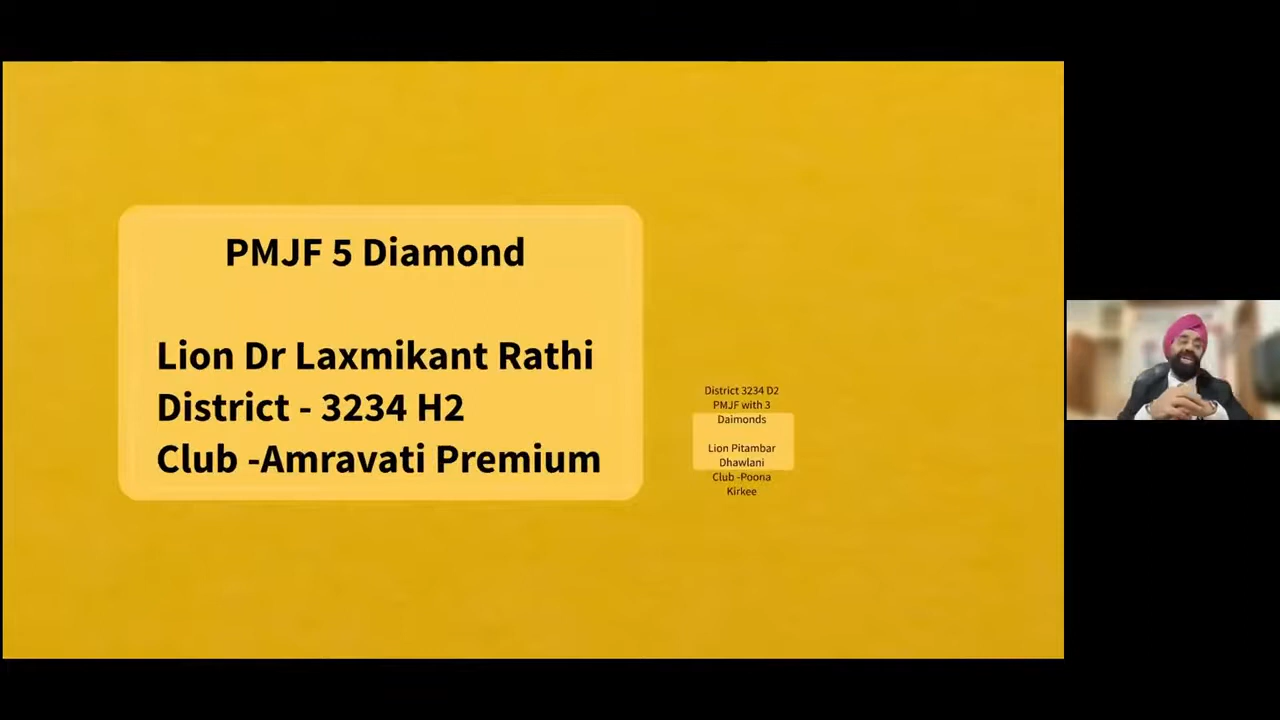 PMJF 5 Diamond
Lion Dr Laxmikant Rathi
District - 3234 H2
Club -Amravati Premium
District 3234 D2
PMJF with 3
Daimonds
Lion Pitambar
Dhawlani
Club -Poona
Kirkee